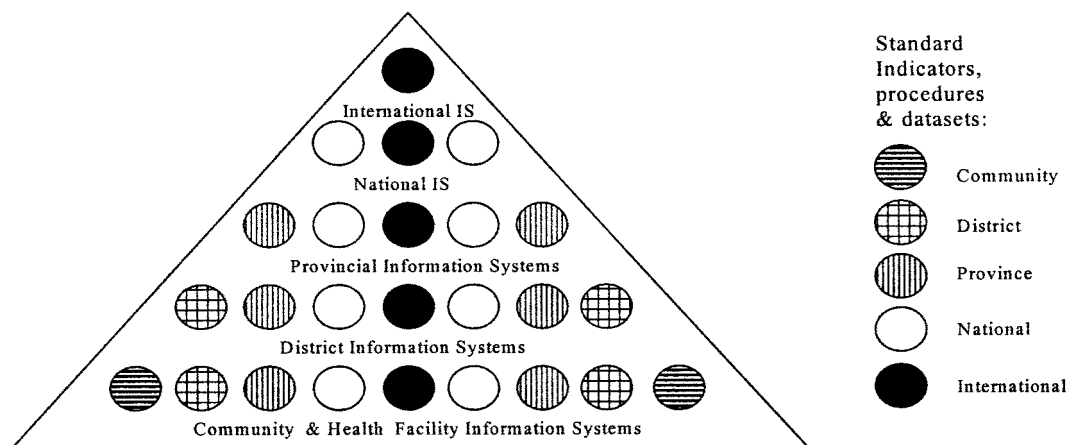 International IS
National IS
Provincial Information Systems
District Information Systems
Community & Health Facility Information Systems
Standard
Indicators,
procedures
& datasets:
Community
District
Province
National
International